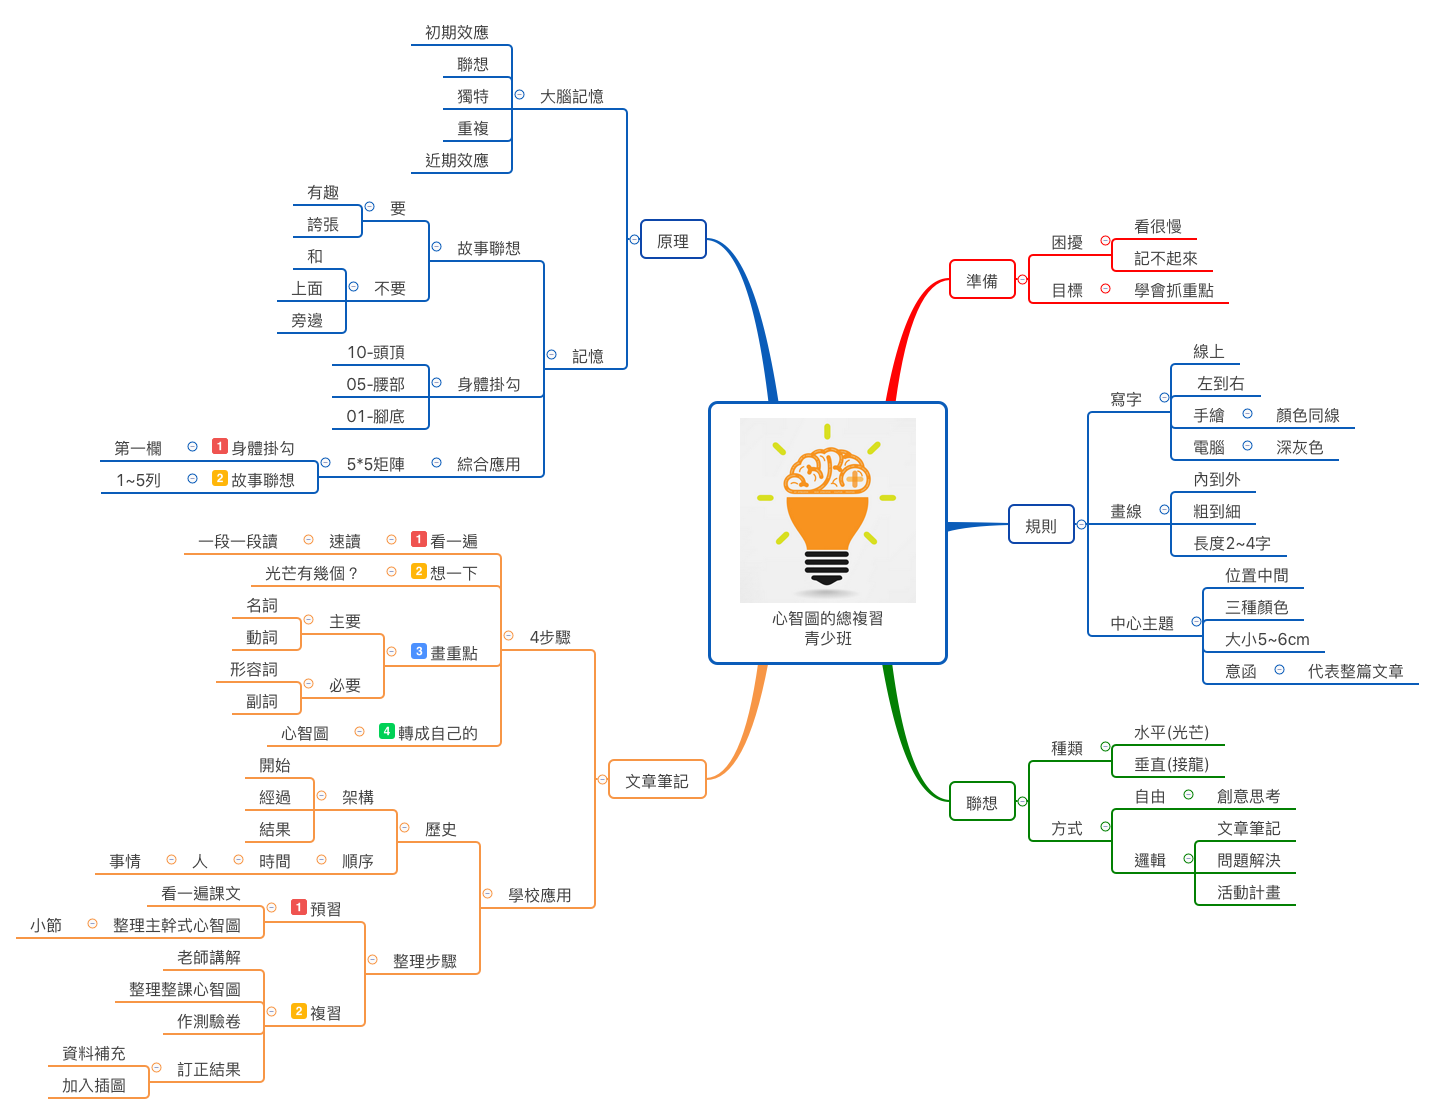 心智圖的總複習
青少班
準備
困擾
看很慢
記不起來
目標
學會抓重點
規則
寫字
線上
左到右
手繪
顏色同線
電腦
深灰色
畫線
內到外
粗到細
長度2~4字
中心主題
位置中間
三種顏色
大小5~6cm
意函
代表整篇文章
聯想
種類
水平(光芒)
垂直(接龍)
方式
自由
創意思考
邏輯
文章筆記
問題解決
活動計畫
文章筆記
4步驟
1 看一遍
速讀
一段一段讀
2 想一下
光芒有幾個？
3 畫重點
主要
名詞
動詞
必要
形容詞
副詞
4 轉成自己的
心智圖
學校應用
歷史
架構
開始
經過
結果
順序
時間
人
事情
整理步驟
1 預習
看一遍課文
整理主幹式心智圖
小節
2 複習
老師講解
整理整課心智圖
作測驗卷
訂正結果
資料補充
加入插圖
原理
大腦記憶
初期效應
聯想
獨特
重複
近期效應
記憶
故事聯想
要
有趣
誇張
不要
和
上面
旁邊
身體掛勾
10-頭頂
05-腰部
01-腳底
綜合應用
5*5矩陣
1 身體掛勾
第一欄
2 故事聯想
1~5列